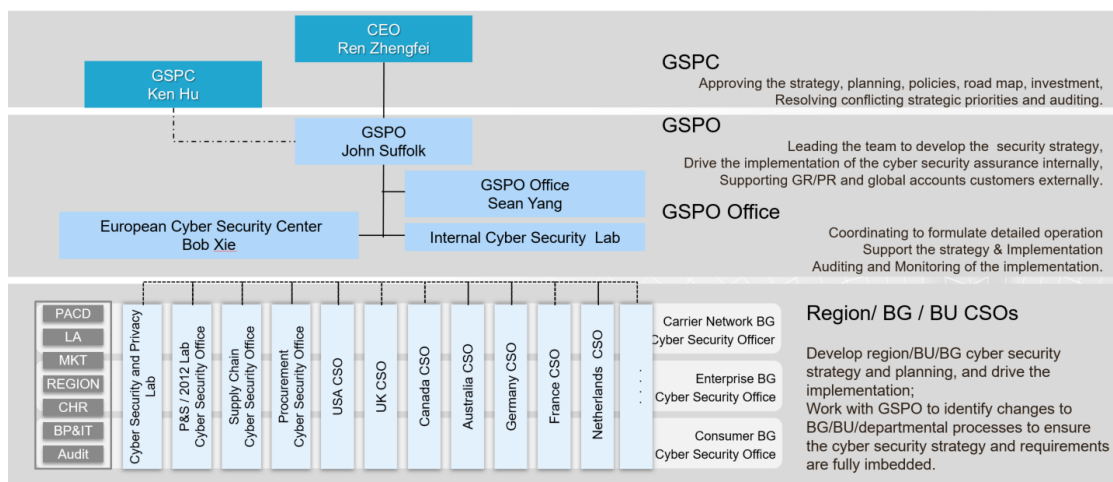 CEO
Ren Zhengfei
GSPC
Ken Hu
GSPC
Approving the strategy, planning, policies, road map, investment,
Resolving conflicting strategic priorities and auditing.
GSPO
John Suffolk
GSPO Office
Sean Yang
European Cyber Security Center
Bob Xie
Internal Cyber Security Lab
GSPO
Leading the team to develop the security strategy,
Drive the implementation of the cyber security assurance internally,
Supporting GR/PR and global accounts customers externally.
GSPO Office
Coordinating to formulate detailed operation
Support the strategy & Implementation
Auditing and Monitoring of the implementation.
PACD
LA
MKT
REGION
CHR
BP&IT
Audit
Cyber Security and Privacy
Lab
P&S / 2012 Lab
Cyber Security Office
Supply Chain
Cyber Security Office
Procurement
Cyber Security Office
USA CSO
UK CSO
Canada CSO
Australia CSO
Germany CSO
France CSO
Netherlands CSO
. . . .
Carrier Network BG
Cyber Security Officer
Enterprise BG
Cyber Security Office
Consumer BG
Cyber Security Office
Region/ BG / BU CSOs
Develop region/BU/BG cyber security
strategy and planning, and drive the
implementation;
Work with GSPO to identify changes to
BG/BU/departmental processes to ensure
the cyber security strategy and requirements
are fully imbedded.